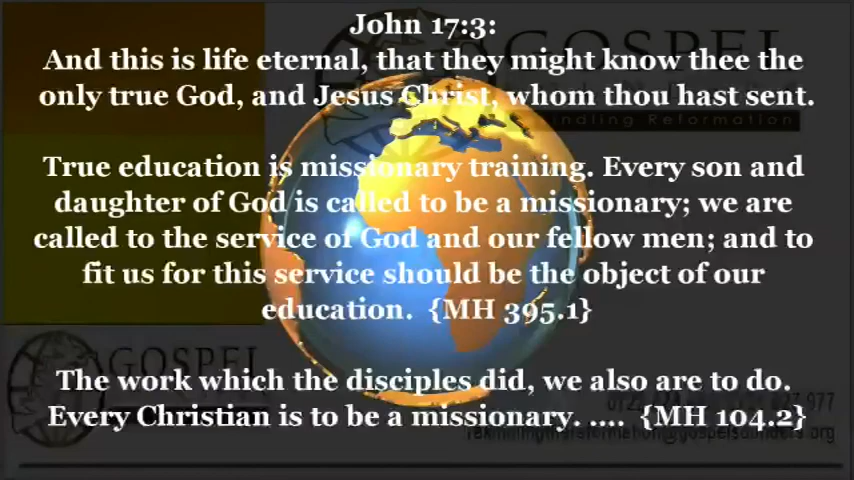 John 17:3:
And this is life eternal, that they might know thee the
only true God, and Jesus Christ, whom thou hast sent.
True education is missionary training. Every son and
daughter of God is called to be a missionary; we are
called to the service of God and our fellow men; and to
fit us for this service should be the object of our
education. {MH 395.1}
The work which the disciples did, we also are to do.
Every Christian is to be a missionary. .... {MH 104.2}
GOSPEL
Reformation
GOSPEL